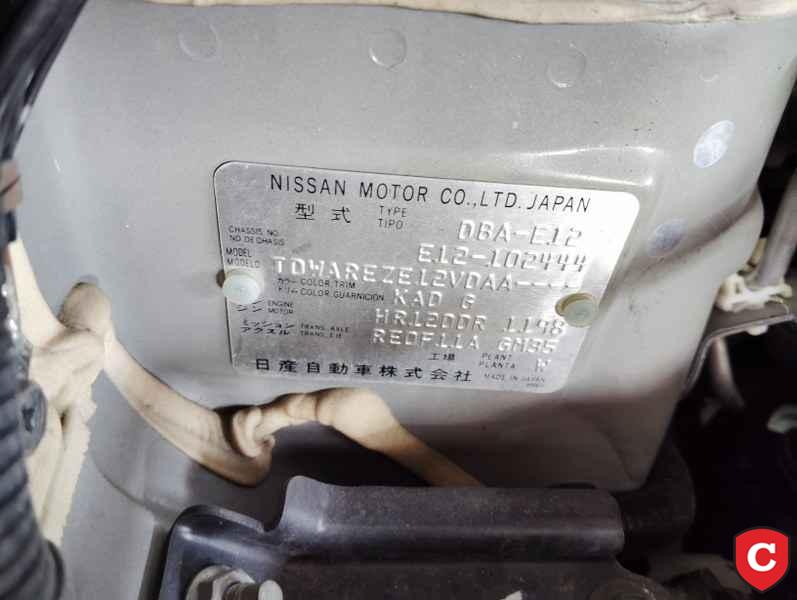 NISSAN MOTOR CO.,LTD. JAPAN
型式 TYPE TIPO DBA-E12
CHASSIS NO. NO DE CHASIS E12-102444
MODEL MODELO TDWAREZE12VDAA----
カラー トリム COLOR, TRIM COLOR, GUARNICION KAD G
エンジン ENGINE MOTOR HR12DDR 1198
ミッション アクスル TRANS. AXLE TRANS. EJE REOF11A GM35
工場 PLANT PLANTA W
日産自動車株式会社 MADE IN JAPAN
C